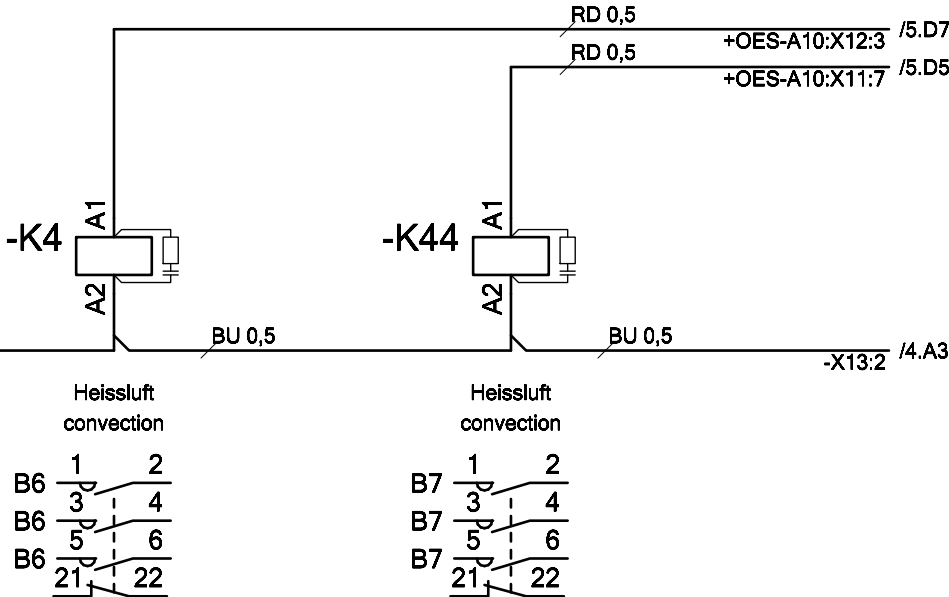 RD 0,5
+OES-A10:X12:3
/5.D7
RD 0,5
+OES-A10:X11:7
/5.D5
A1
-K4
A2
A1
-K44
A2
BU 0,5
BU 0,5
-X13:2
/4.A3
Heissluft
convection
Heissluft
convection
B6 1 2
B6 3 4
B6 5 6
21 22
B7 1 2
B7 3 4
B7 5 6
21 22